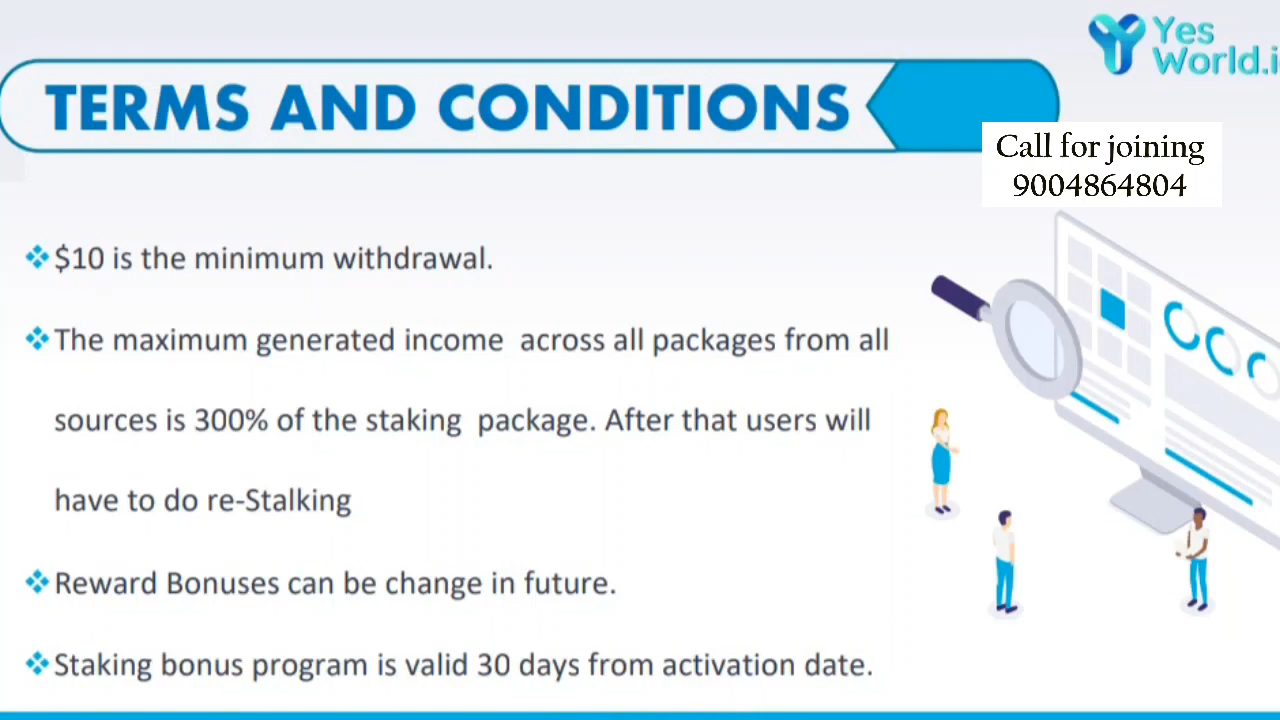 Yes
World.i
TERMS AND CONDITIONS
Call for joining
9004864804
$10 is the minimum withdrawal.
The maximum generated income across all packages from all
sources is 300% of the staking package. After that users will
have to do re-Stalking
Reward Bonuses can be change in future.
Staking bonus program is valid 30 days from activation date.